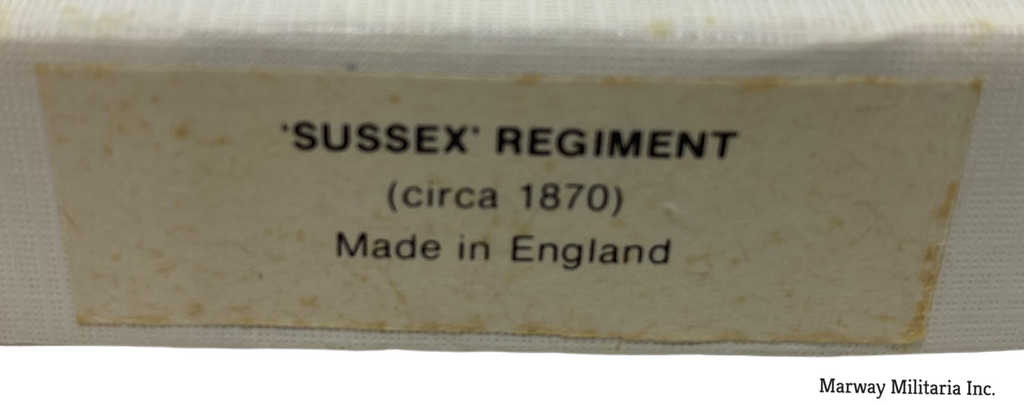 'SUSSEX' REGIMENT
(circa 1870)
Made in England
Marway Militaria Inc.